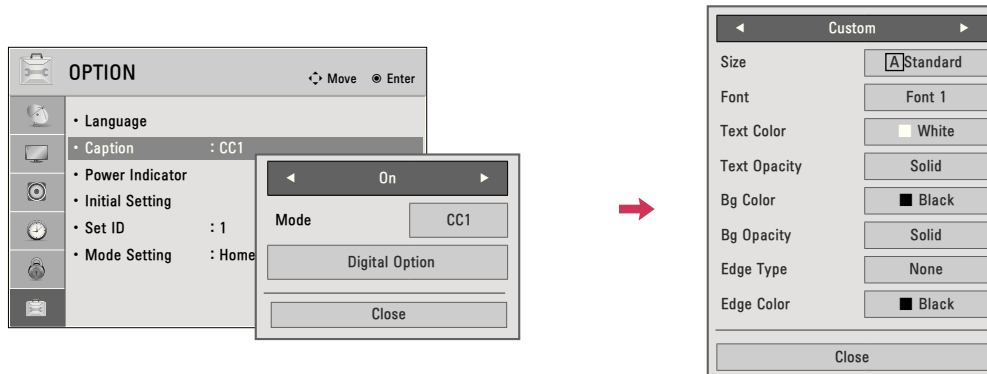 OPTION
Move Enter
• Language
• Caption : CC1
• Power Indicator
• Initial Setting
• Set ID : 1
• Mode Setting : Home
◄ On ►
Mode CC1
Digital Option
Close
◄ Custom ►
Size A Standard
Font Font 1
Text Color White
Text Opacity Solid
Bg Color Black
Bg Opacity Solid
Edge Type None
Edge Color Black
Close